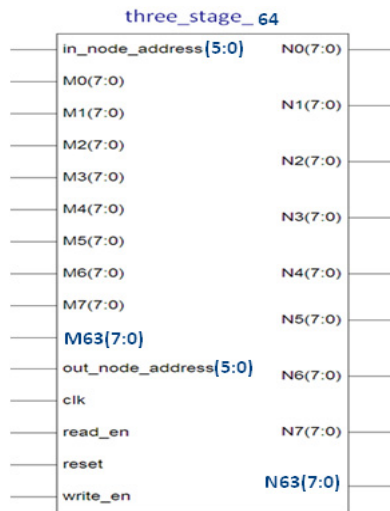 three_stage_ 64
in_node_address(5:0)
N0(7:0)
M0(7:0)
M1(7:0)
N1(7:0)
M2(7:0)
N2(7:0)
M3(7:0)
M4(7:0)
N3(7:0)
M5(7:0)
M6(7:0)
N4(7:0)
M7(7:0)
N5(7:0)
M63(7:0)
out_node_address(5:0)
N6(7:0)
clk
read_en
N7(7:0)
reset
N63(7:0)
write_en